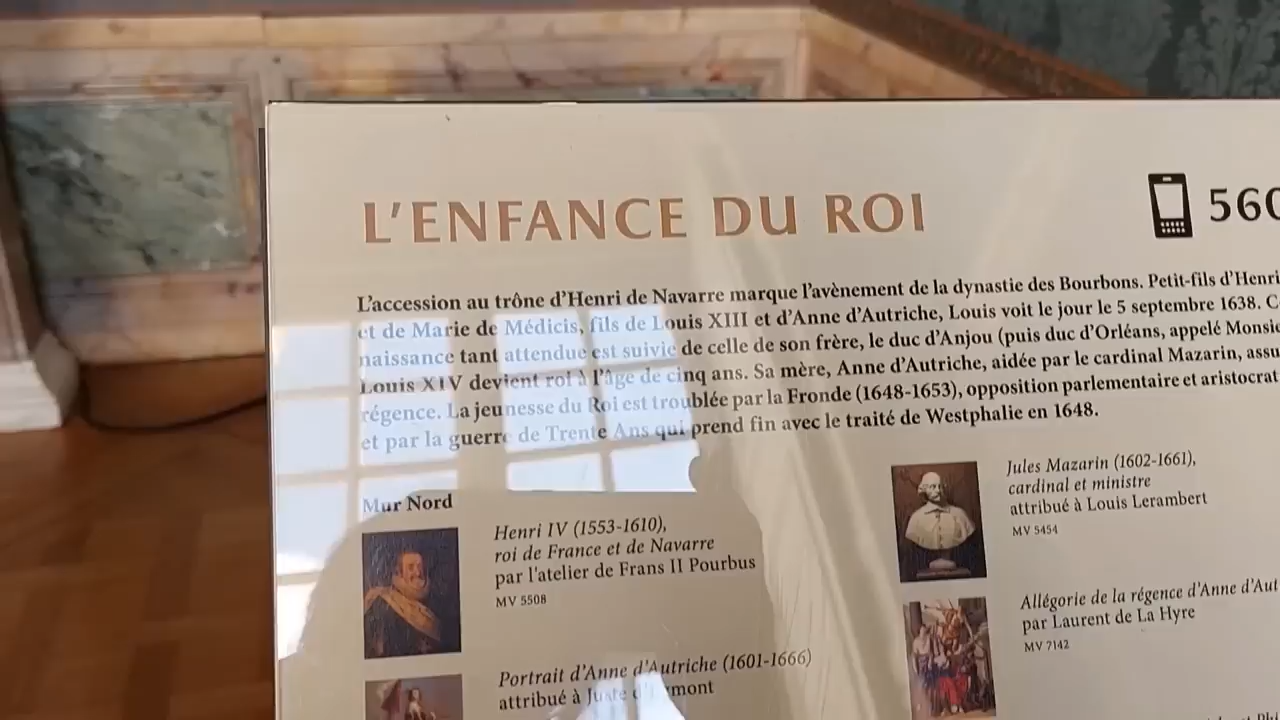 L'ENFANCE DU ROI
560
L'accession au trône d'Henri de Navarre marque l'avènement de la dynastie des Bourbons. Petit-fils d'Henri
et de Marie de Médicis, fils de Louis XIII et d'Anne d'Autriche, Louis voit le jour le 5 septembre 1638.
naissance tant attendue est suivie de celle de son frère, le duc d'Anjou (puis duc d'Orléans, appelé
Louis XIV devient roi à l'âge de cinq ans. Sa mère, Anne d'Autriche, aidée par le cardinal Mazarin,
régence. La jeunesse du Roi est troublée par la Fronde (1648-1653), opposition parlementaire et
et par la guerre de Trente Ans qui prend fin avec le traité de Westphalie en 1648.
Mur Nord
Henri IV (1553-1610),
roi de France et de Navarre
par l'atelier de Frans II Pourbus
MV 5508
Portrait d'Anne d'Autriche (1601-1666)
attribué à
Jules Mazarin (1602-1661),
cardinal et ministre
attribué à Louis Lerambert
MV 5454
Allégorie de la régence d'Anne
par Laurent de La Hyre
MV 7142